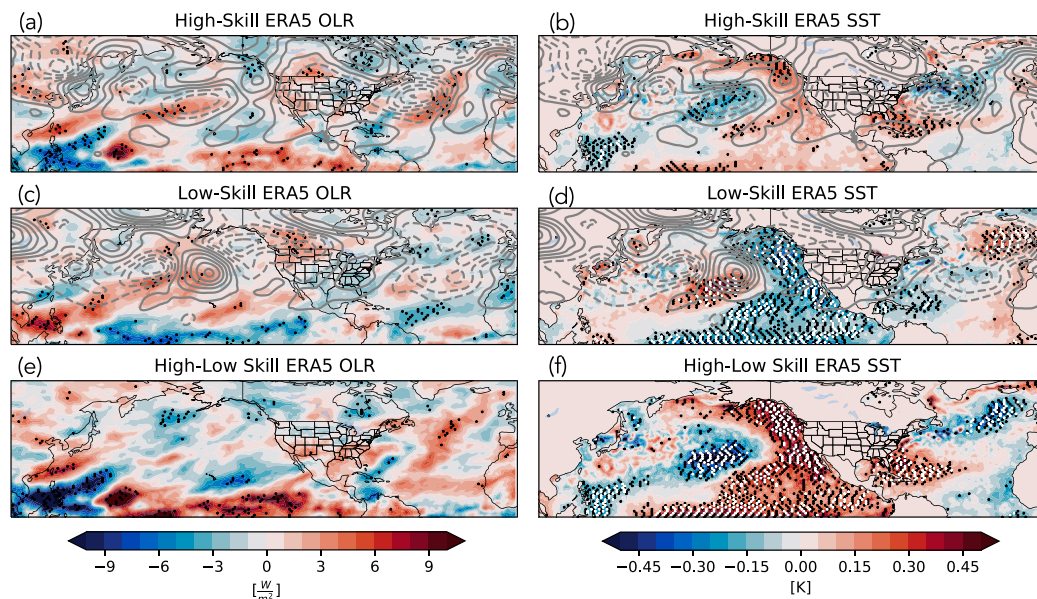 (a) High-Skill ERA5 OLR
(b) High-Skill ERA5 SST
(c) Low-Skill ERA5 OLR
(d) Low-Skill ERA5 SST
(e) High-Low Skill ERA5 OLR
(f) High-Low Skill ERA5 SST
−9 −6 −3 0 3 6 9
[W/m²]
−0.45 −0.30 −0.15 0.00 0.15 0.30 0.45
[K]